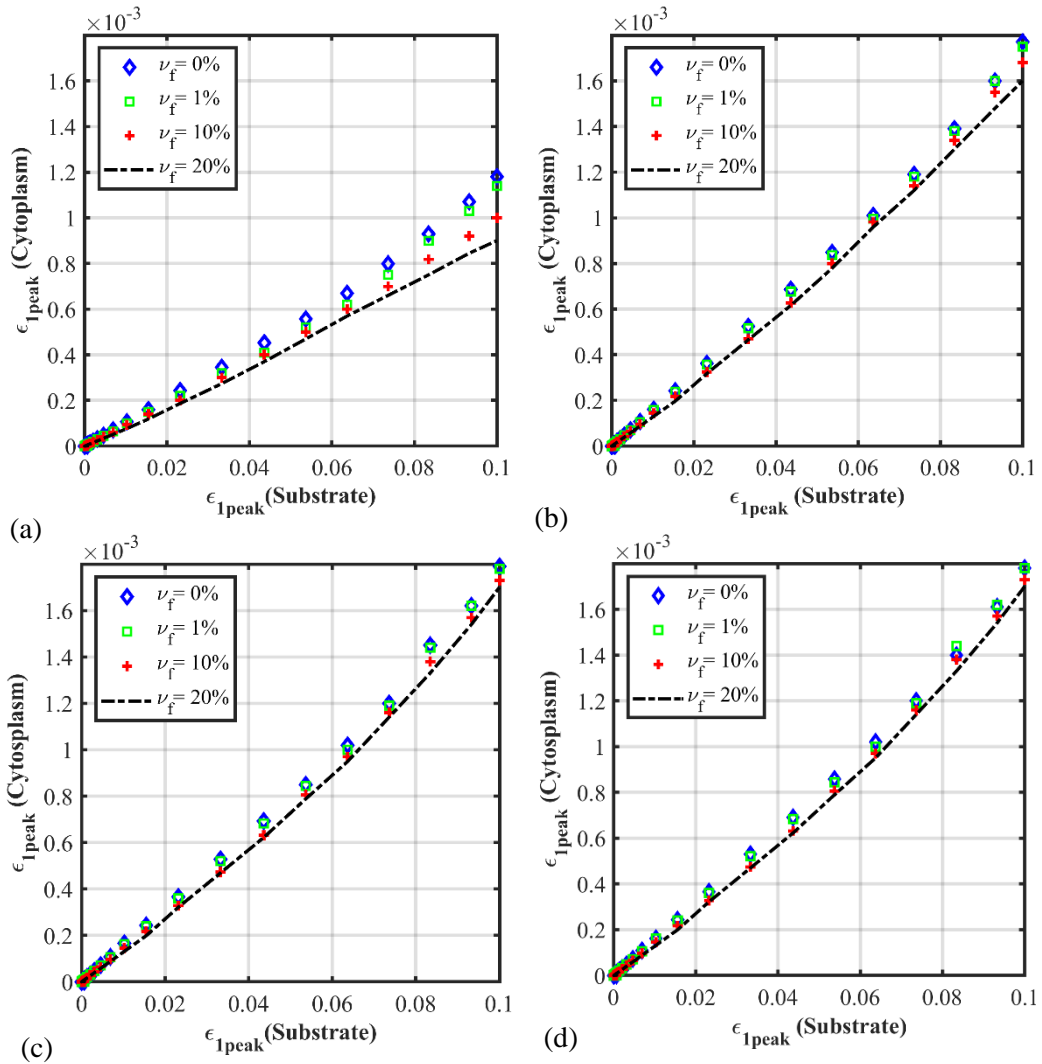 ×10⁻³
1.6
1.4
1.2
1
0.8
0.6
0.4
0.2
0
ϵ1peak (Cytoplasm)
νf= 0%
νf= 1%
νf= 10%
νf= 20%
0 0.02 0.04 0.06 0.08 0.1
ϵ1peak(Substrate)
(a)
×10⁻³
1.6
1.4
1.2
1
0.8
0.6
0.4
0.2
0
ϵ1peak (Cytoplasm)
νf= 0%
νf= 1%
νf= 10%
νf= 20%
0 0.02 0.04 0.06 0.08 0.1
ϵ1peak(Substrate)
(b)
×10⁻³
1.6
1.4
1.2
1
0.8
0.6
0.4
0.2
0
ϵ1peak (Cytosplasm)
νf= 0%
νf= 1%
νf= 10%
νf= 20%
0 0.02 0.04 0.06 0.08 0.1
ϵ1peak (Substrate)
(c)
×10⁻³
1.6
1.4
1.2
1
0.8
0.6
0.4
0.2
0
ϵ1peak (Cytosplasm)
νf= 0%
νf= 1%
νf= 10%
νf= 20%
0 0.02 0.04 0.06 0.08 0.1
ϵ1peak (Substrate)
(d)